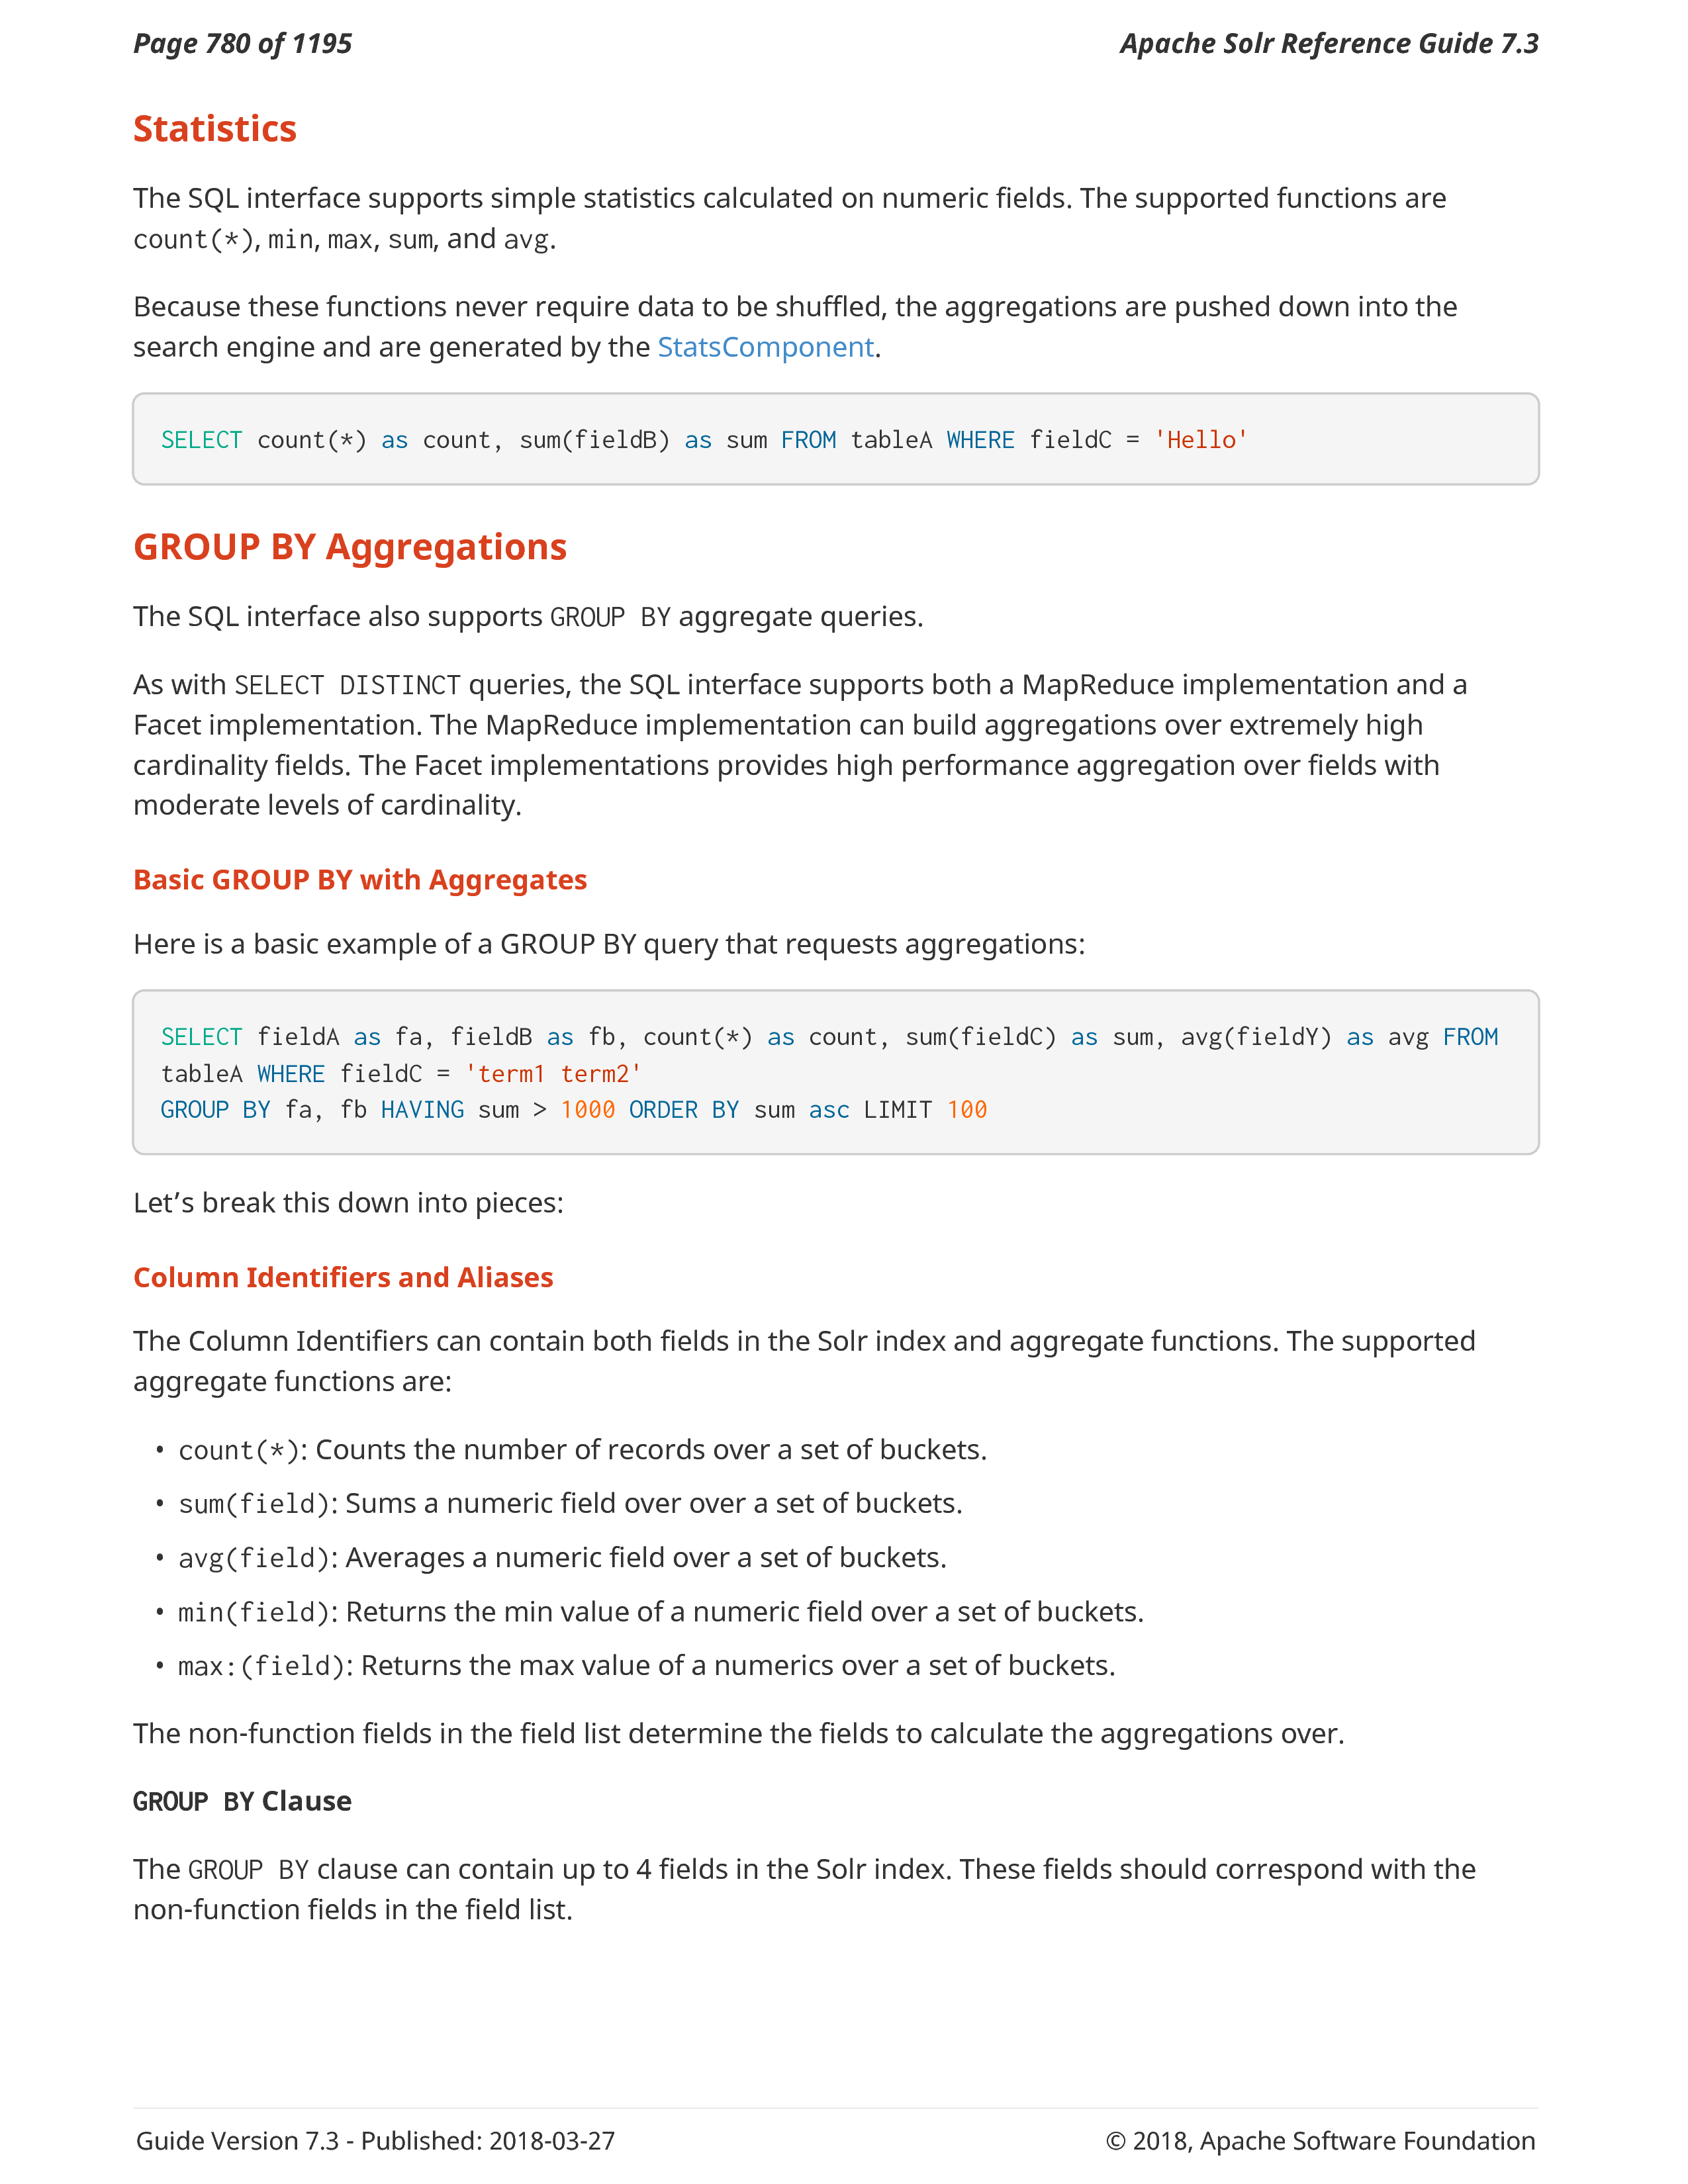 Page 780 of 1195
Apache Solr Reference Guide 7.3
Statistics
The SQL interface supports simple statistics calculated on numeric fields. The supported functions are
count(*), min, max, sum, and avg.
Because these functions never require data to be shuffled, the aggregations are pushed down into the
search engine and are generated by the StatsComponent.
SELECT count(*) as count, sum(fieldB) as sum FROM tableA WHERE fieldC = 'Hello'
GROUP BY Aggregations
The SQL interface also supports GROUP BY aggregate queries.
As with SELECT DISTINCT queries, the SQL interface supports both a MapReduce implementation and a
Facet implementation. The MapReduce implementation can build aggregations over extremely high
cardinality fields. The Facet implementations provides high performance aggregation over fields with
moderate levels of cardinality.
Basic GROUP BY with Aggregates
Here is a basic example of a GROUP BY query that requests aggregations:
SELECT fieldA as fa, fieldB as fb, count(*) as count, sum(fieldC) as sum, avg(fieldY) as avg FROM
tableA WHERE fieldC = 'term1 term2'
GROUP BY fa, fb HAVING sum > 1000 ORDER BY sum asc LIMIT 100
Let’s break this down into pieces:
Column Identifiers and Aliases
The Column Identifiers can contain both fields in the Solr index and aggregate functions. The supported
aggregate functions are:
• count(*): Counts the number of records over a set of buckets.
• sum(field): Sums a numeric field over over a set of buckets.
• avg(field): Averages a numeric field over a set of buckets.
• min(field): Returns the min value of a numeric field over a set of buckets.
• max:(field): Returns the max value of a numerics over a set of buckets.
The non-function fields in the field list determine the fields to calculate the aggregations over.
GROUP BY Clause
The GROUP BY clause can contain up to 4 fields in the Solr index. These fields should correspond with the
non-function fields in the field list.
Guide Version 7.3 - Published: 2018-03-27
© 2018, Apache Software Foundation